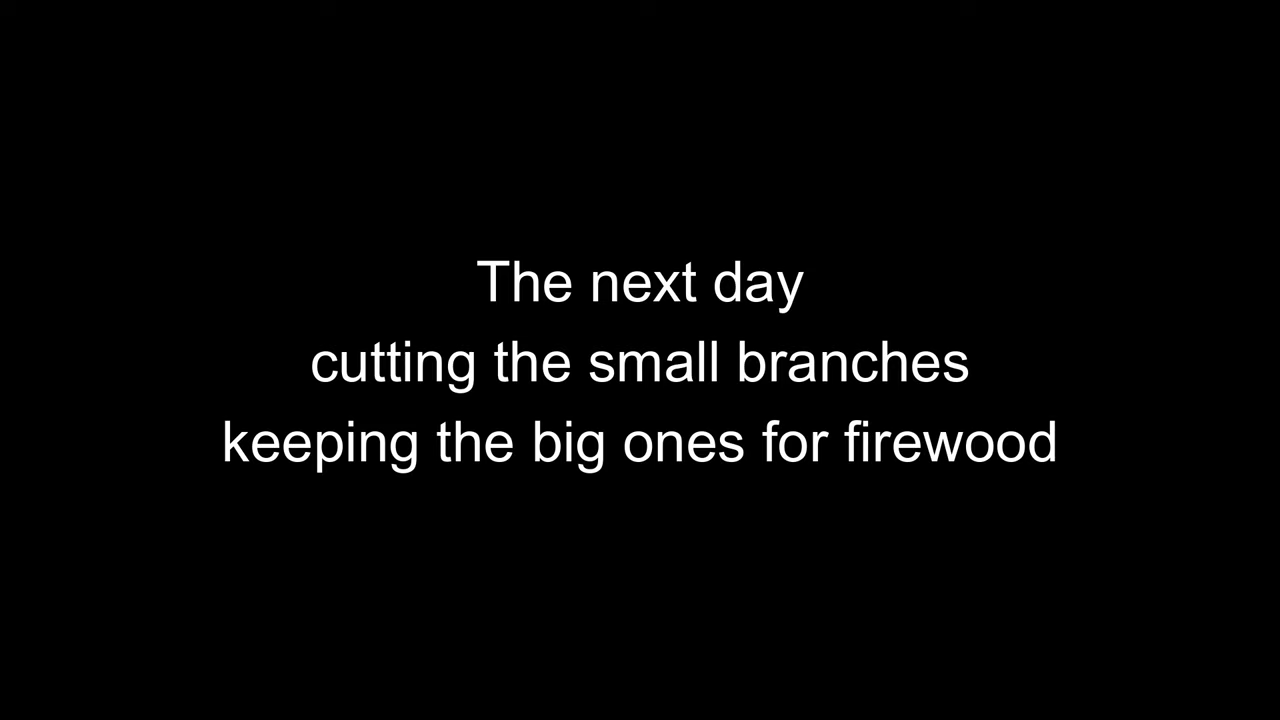 The next day
cutting the small branches
keeping the big ones for firewood